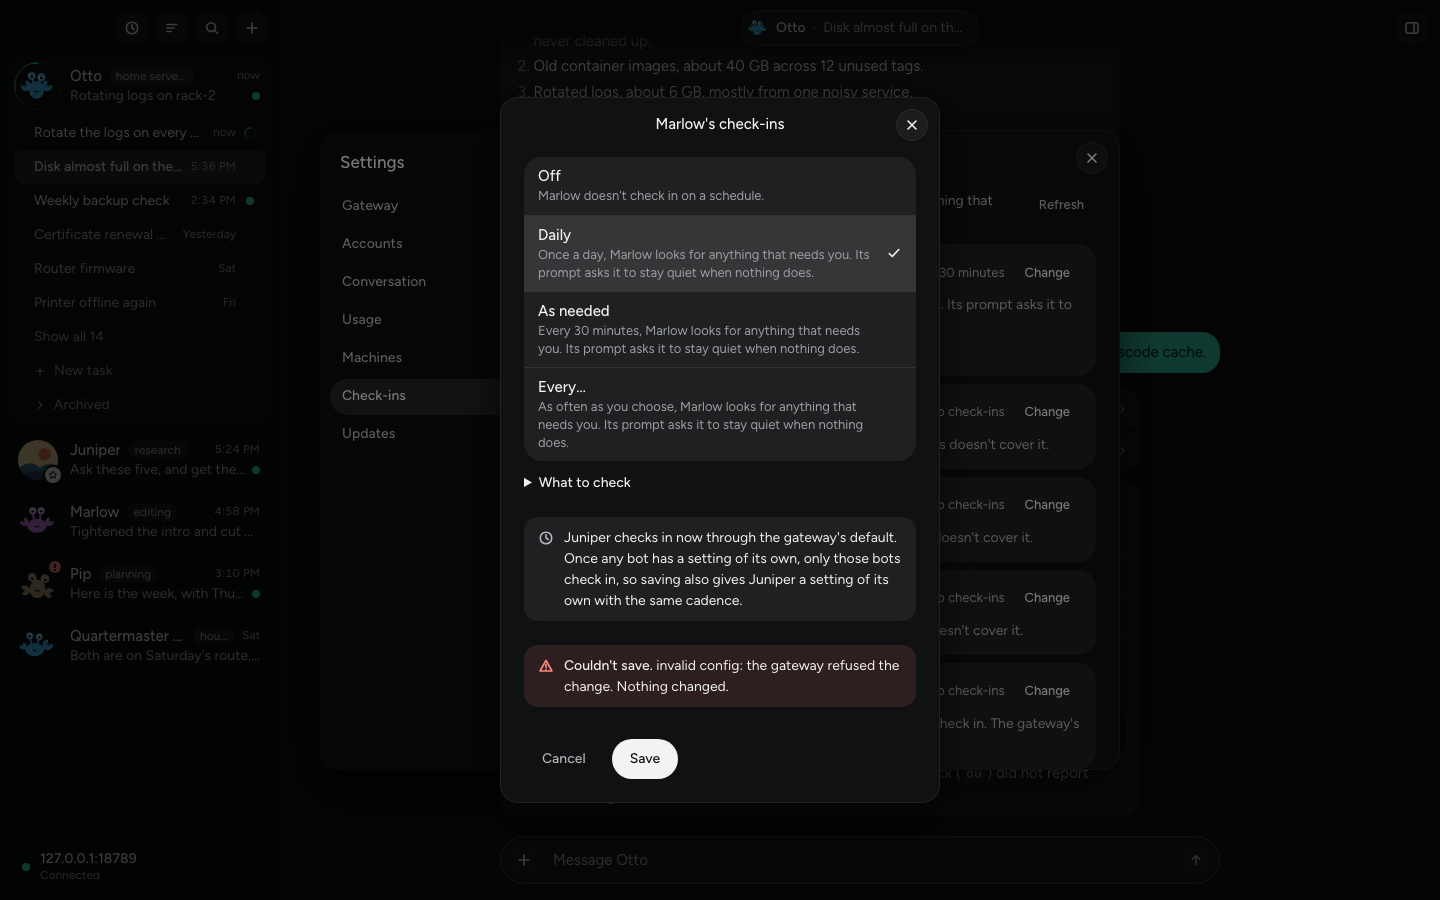 Otto · Disk almost full on th...
never cleaned up.
2. Old container images, about 40 GB across 12 unused tags.
3. Rotated logs, about 6 GB, mostly from one noisy service.
Otto home serve... now
Rotating logs on rack-2
Rotate the logs on every ... now
Disk almost full on the... 5:36 PM
Weekly backup check 2:34 PM
Certificate renewal ... Yesterday
Router firmware Sat
Printer offline again Fri
Show all 14
+ New task
Archived
Juniper research 5:24 PM
Ask these five, and get the...
Marlow editing 4:58 PM
Tightened the intro and cut ...
Pip planning 3:10 PM
Here is the week, with Thu...
Quartermaster ... hou... Sat
Both are on Saturday's route,...
127.0.0.1:18789
Connected
Settings
Gateway
Accounts
Conversation
Usage
Machines
Check-ins
Updates
Marlow's check-ins
Off
Marlow doesn't check in on a schedule.
Daily
Once a day, Marlow looks for anything that needs you. Its
prompt asks it to stay quiet when nothing does.
As needed
Every 30 minutes, Marlow looks for anything that needs
you. Its prompt asks it to stay quiet when nothing does.
Every...
As often as you choose, Marlow looks for anything that
needs you. Its prompt asks it to stay quiet when nothing
does.
What to check
Juniper checks in now through the gateway's default.
Once any bot has a setting of its own, only those bots
check in, so saving also gives Juniper a setting of its
own with the same cadence.
Couldn't save. invalid config: the gateway refused the
change. Nothing changed.
Cancel Save
that
Refresh
30 minutes Change
. Its prompt asks it to
check-ins Change
doesn't cover it.
check-ins Change
doesn't cover it.
check-ins Change
cover it.
check-ins Change
check in. The gateway's
cache.
(`du`) did not report
Message Otto